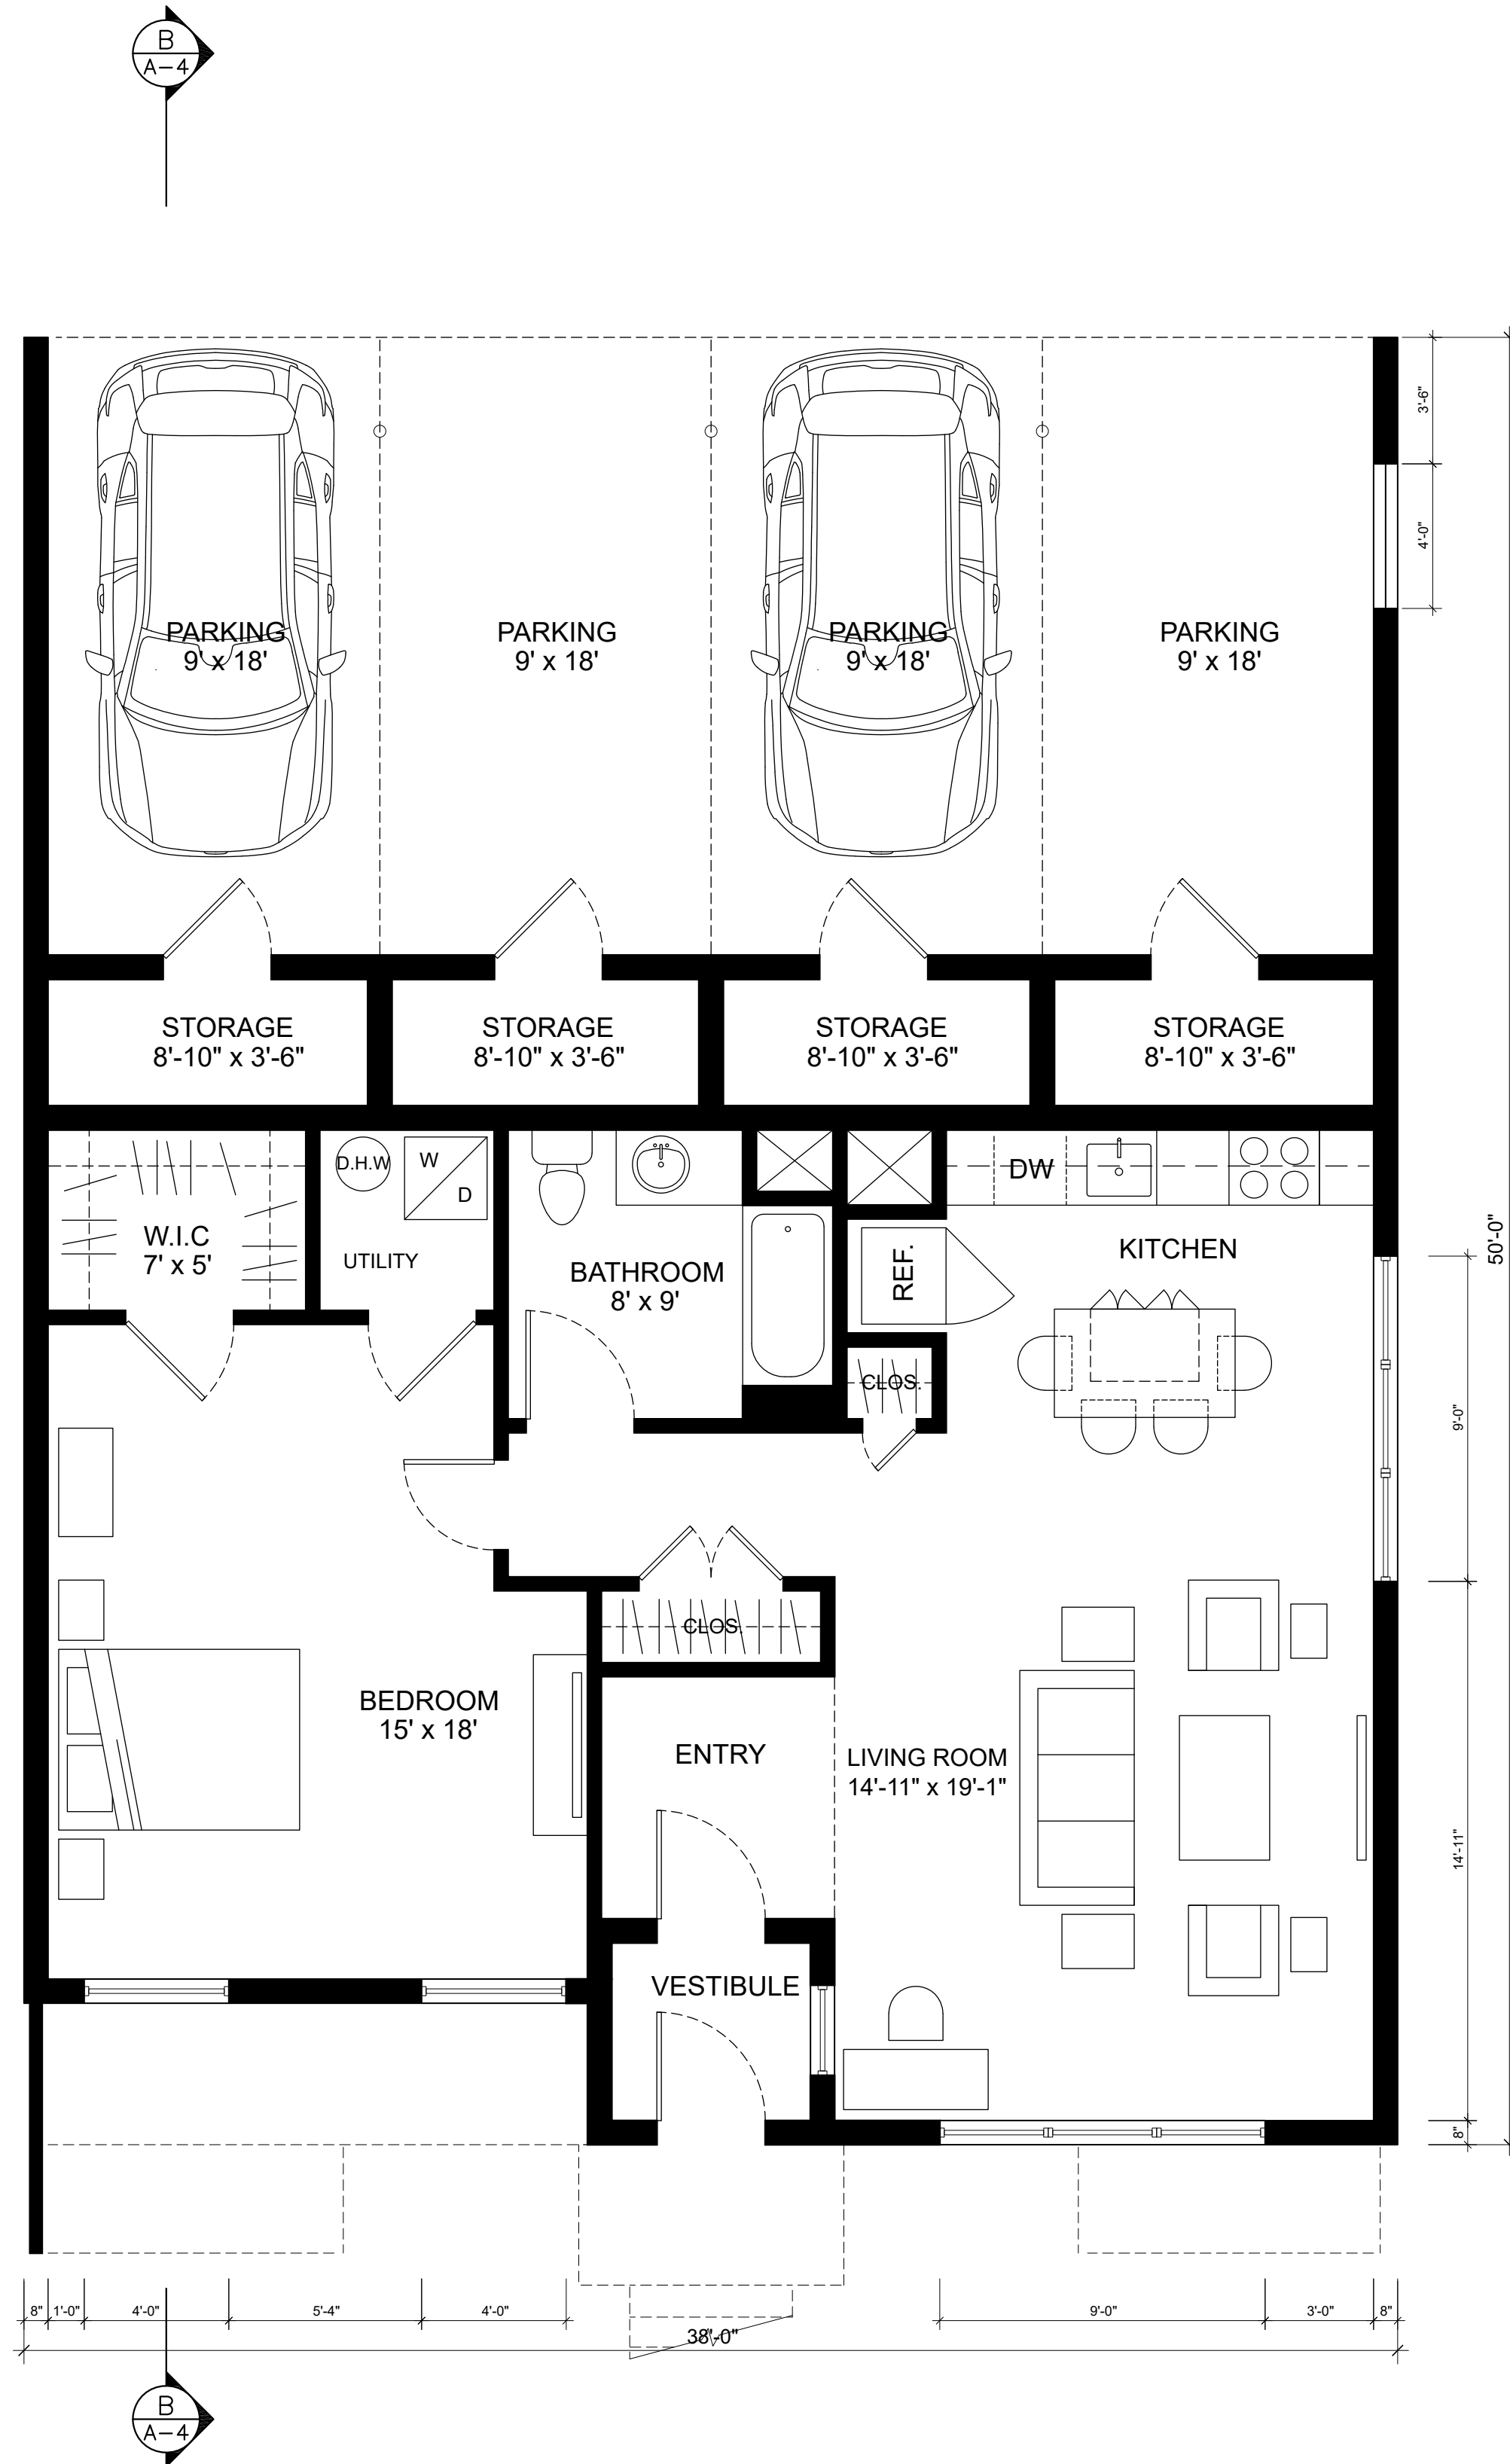 B
A-4
3'-6"
4'-0"
PARKING
9' x 18'
PARKING
9' x 18'
PARKING
9' x 18'
PARKING
9' x 18'
STORAGE
8'-10" x 3'-6"
STORAGE
8'-10" x 3'-6"
STORAGE
8'-10" x 3'-6"
STORAGE
8'-10" x 3'-6"
D.H.W
W
D
DW
W.I.C
7' x 5'
UTILITY
BATHROOM
8' x 9'
REF.
KITCHEN
50'-0"
CLOS.
9'-0"
CLOS.
BEDROOM
15' x 18'
ENTRY
LIVING ROOM
14'-11" x 19'-1"
14'-11"
VESTIBULE
8"
8"
1'-0"
4'-0"
5'-4"
4'-0"
9'-0"
3'-0"
8"
38'-0"
B
A-4